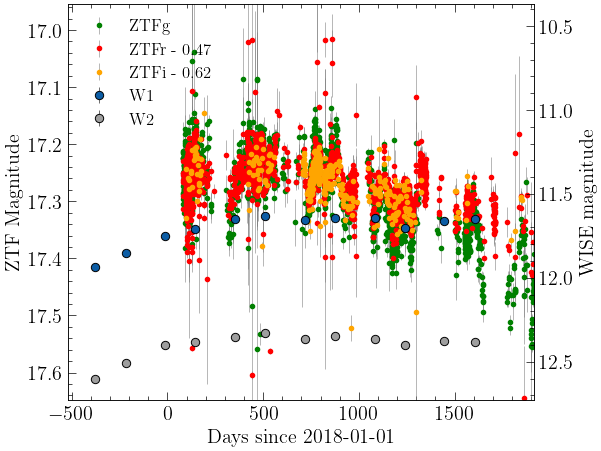 ZTFg
ZTFr - 0.47
ZTFi - 0.62
W1
W2
17.0
17.1
17.2
17.3
17.4
17.5
17.6
ZTF Magnitude
10.5
11.0
11.5
12.0
12.5
WISE magnitude
−500 0 500 1000 1500
Days since 2018-01-01